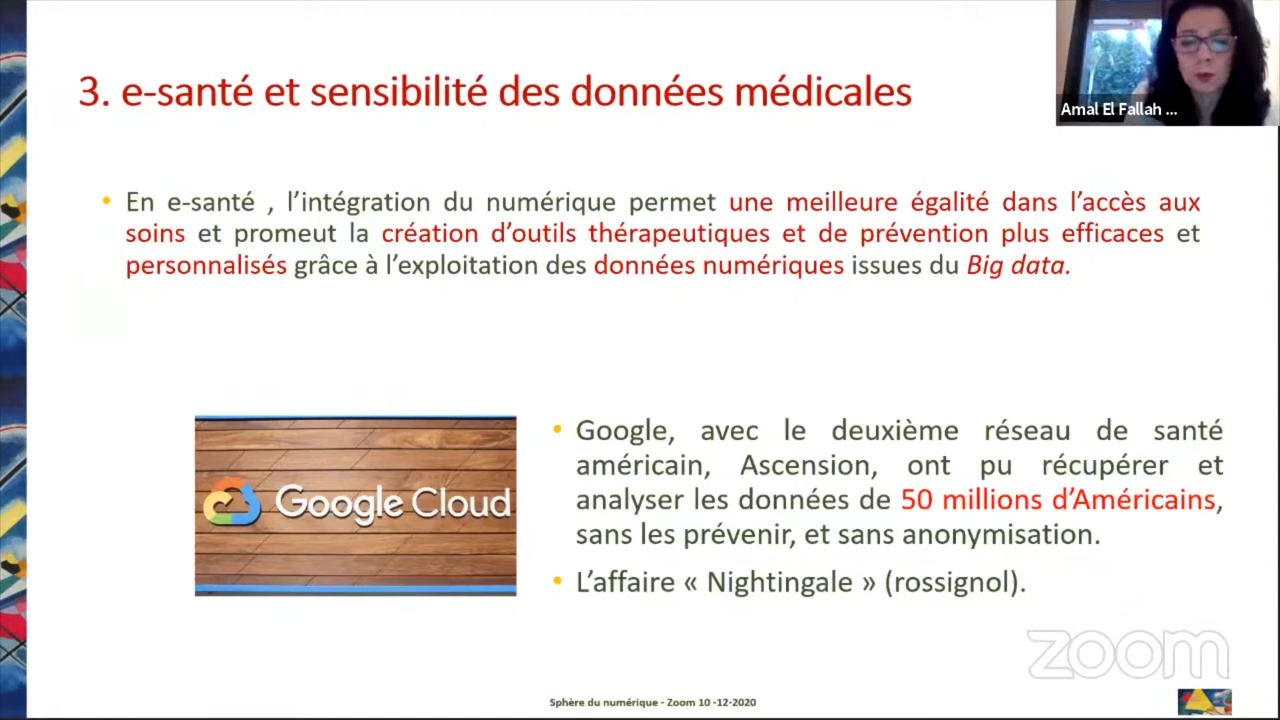 3. e-santé et sensibilité des données médicales
Amal El Fallah ...
• En e-santé , l’intégration du numérique permet une meilleure égalité dans l’accès aux
soins et promeut la création d’outils thérapeutiques et de prévention plus efficaces et
personnalisés grâce à l’exploitation des données numériques issues du Big data.
Google Cloud
• Google, avec le deuxième réseau de santé
américain, Ascension, ont pu récupérer et
analyser les données de 50 millions d’Américains,
sans les prévenir, et sans anonymisation.
• L’affaire « Nightingale » (rossignol).
zoom
Sphère du numérique - Zoom 10 -12-2020